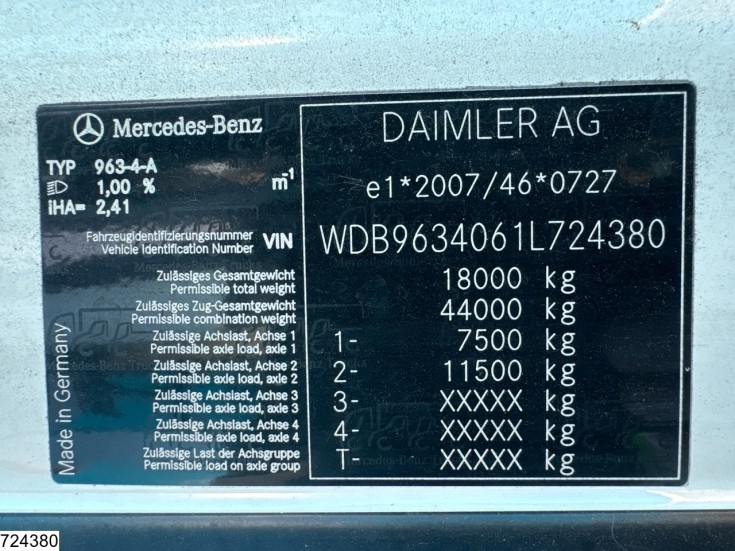 Mercedes-Benz
TYP 963-4-A
1,00 %
iHA= 2,41 m-1
Fahrzeugidentifizierungsnummer
Vehicle Identification Number VIN
Zulässiges Gesamtgewicht
Permissible total weight
Zulässiges Zug-Gesamtgewicht
Permissible combination weight
Zulässige Achslast, Achse 1
Permissible axle load, axle 1
Zulässige Achslast, Achse 2
Permissible axle load, axle 2
Zulässige Achslast, Achse 3
Permissible axle load, axle 3
Zulässige Achslast, Achse 4
Permissible axle load, axle 4
Zulässige Last der Achsgruppe
Permissible load on axle group
Made in Germany
DAIMLER AG
e1*2007/46*0727
WDB9634061L724380
18000 kg
44000 kg
1- 7500 kg
2- 11500 kg
3- XXXXX kg
4- XXXXX kg
T- XXXXX kg
724380